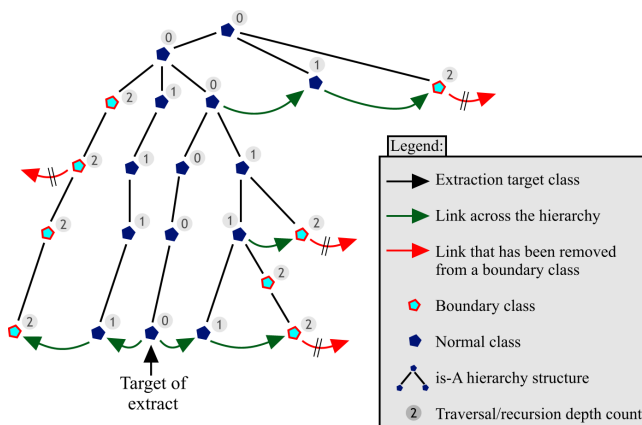 0
0
1
2
2
1
0
2
1
0
1
2
1
0
1
2
2
2
1
0
1
2
Target of
extract
Legend:
Extraction target class
Link across the hierarchy
Link that has been removed
from a boundary class
Boundary class
Normal class
is-A hierarchy structure
2 Traversal/recursion depth count